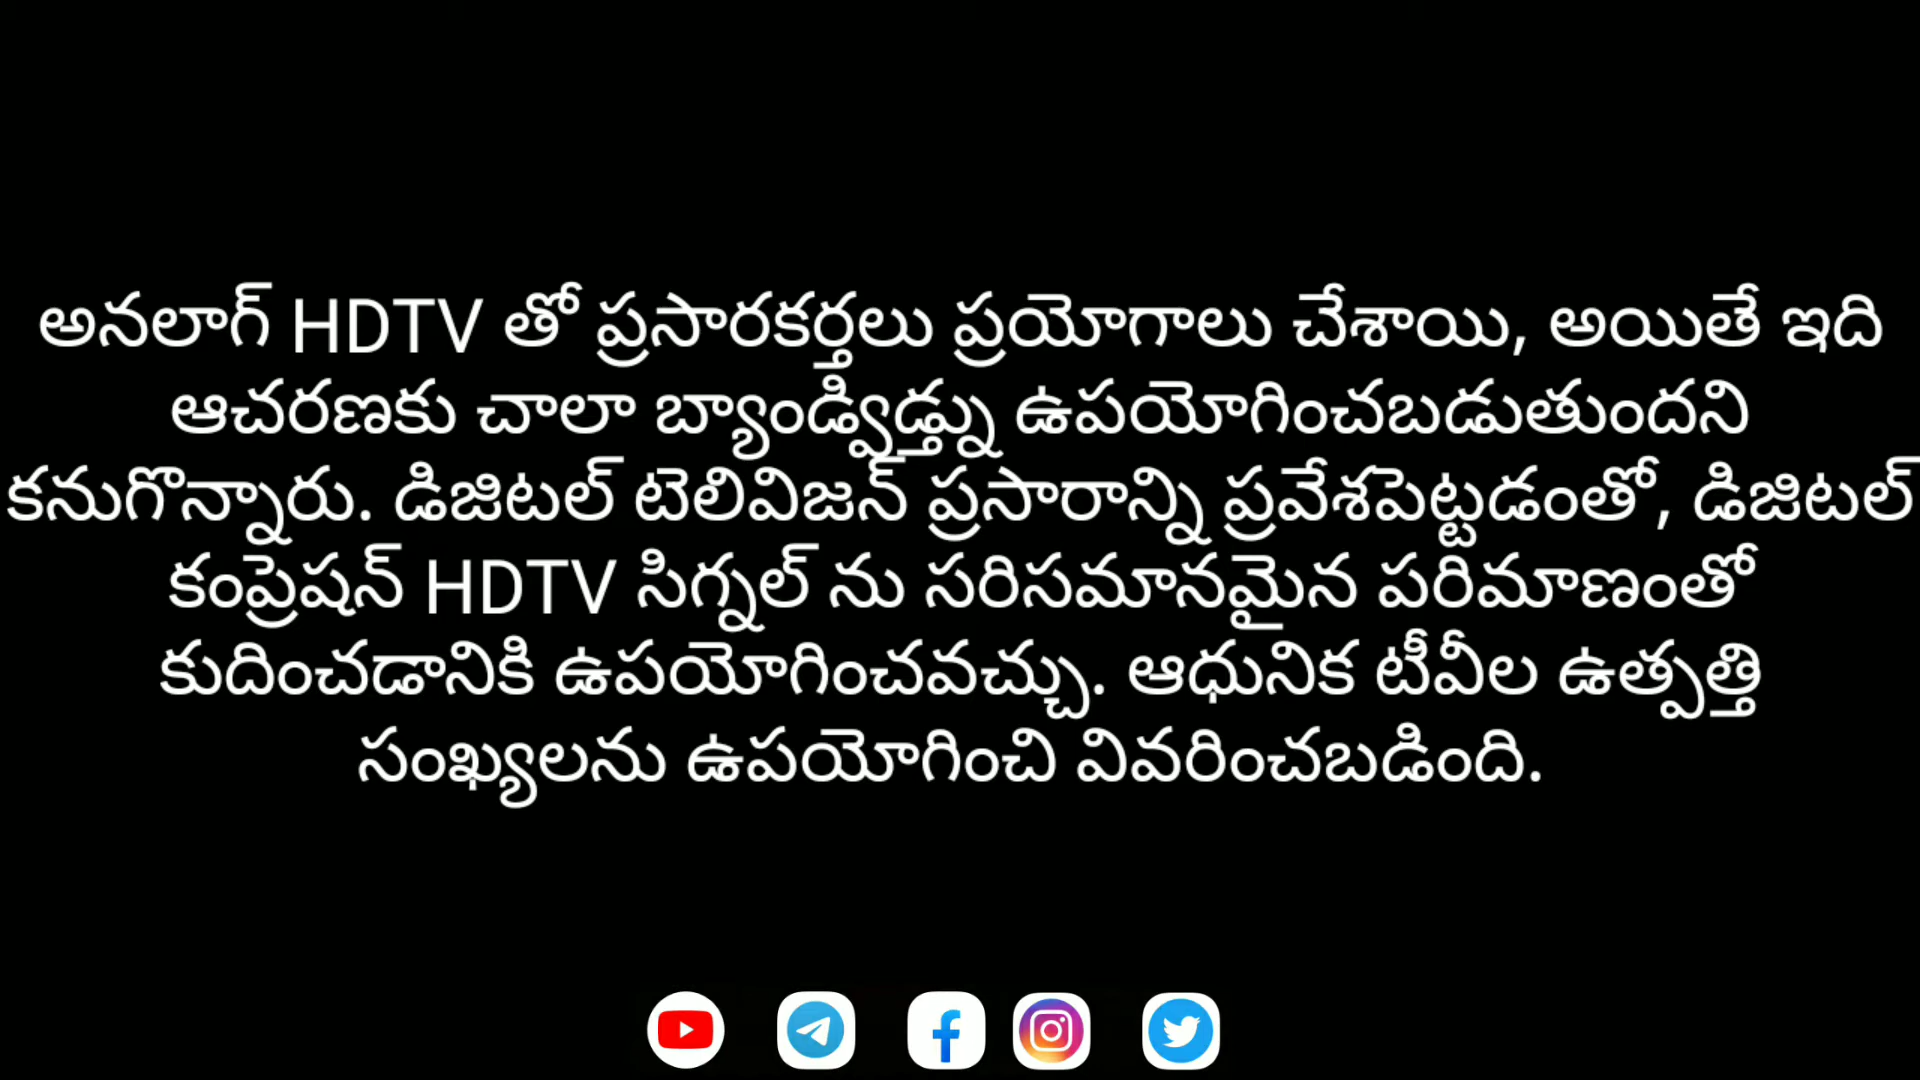 అనలాగ్ HDTV తో ప్రసారకర్తలు ప్రయోగాలు చేశాయి, అయితే ఇది
ఆచరణకు చాలా బ్యాండ్విడ్త్ను ఉపయోగించబడుతుందని
కనుగొన్నారు. డిజిటల్ టెలివిజన్ ప్రసారాన్ని ప్రవేశపెట్టడంతో, డిజిటల్
కంప్రెషన్ HDTV సిగ్నల్ ను సరిసమానమైన పరిమాణంతో
కుదించడానికి ఉపయోగించవచ్చు. ఆధునిక టీవీల ఉత్పత్తి
సంఖ్యలను ఉపయోగించి వివరించబడింది.